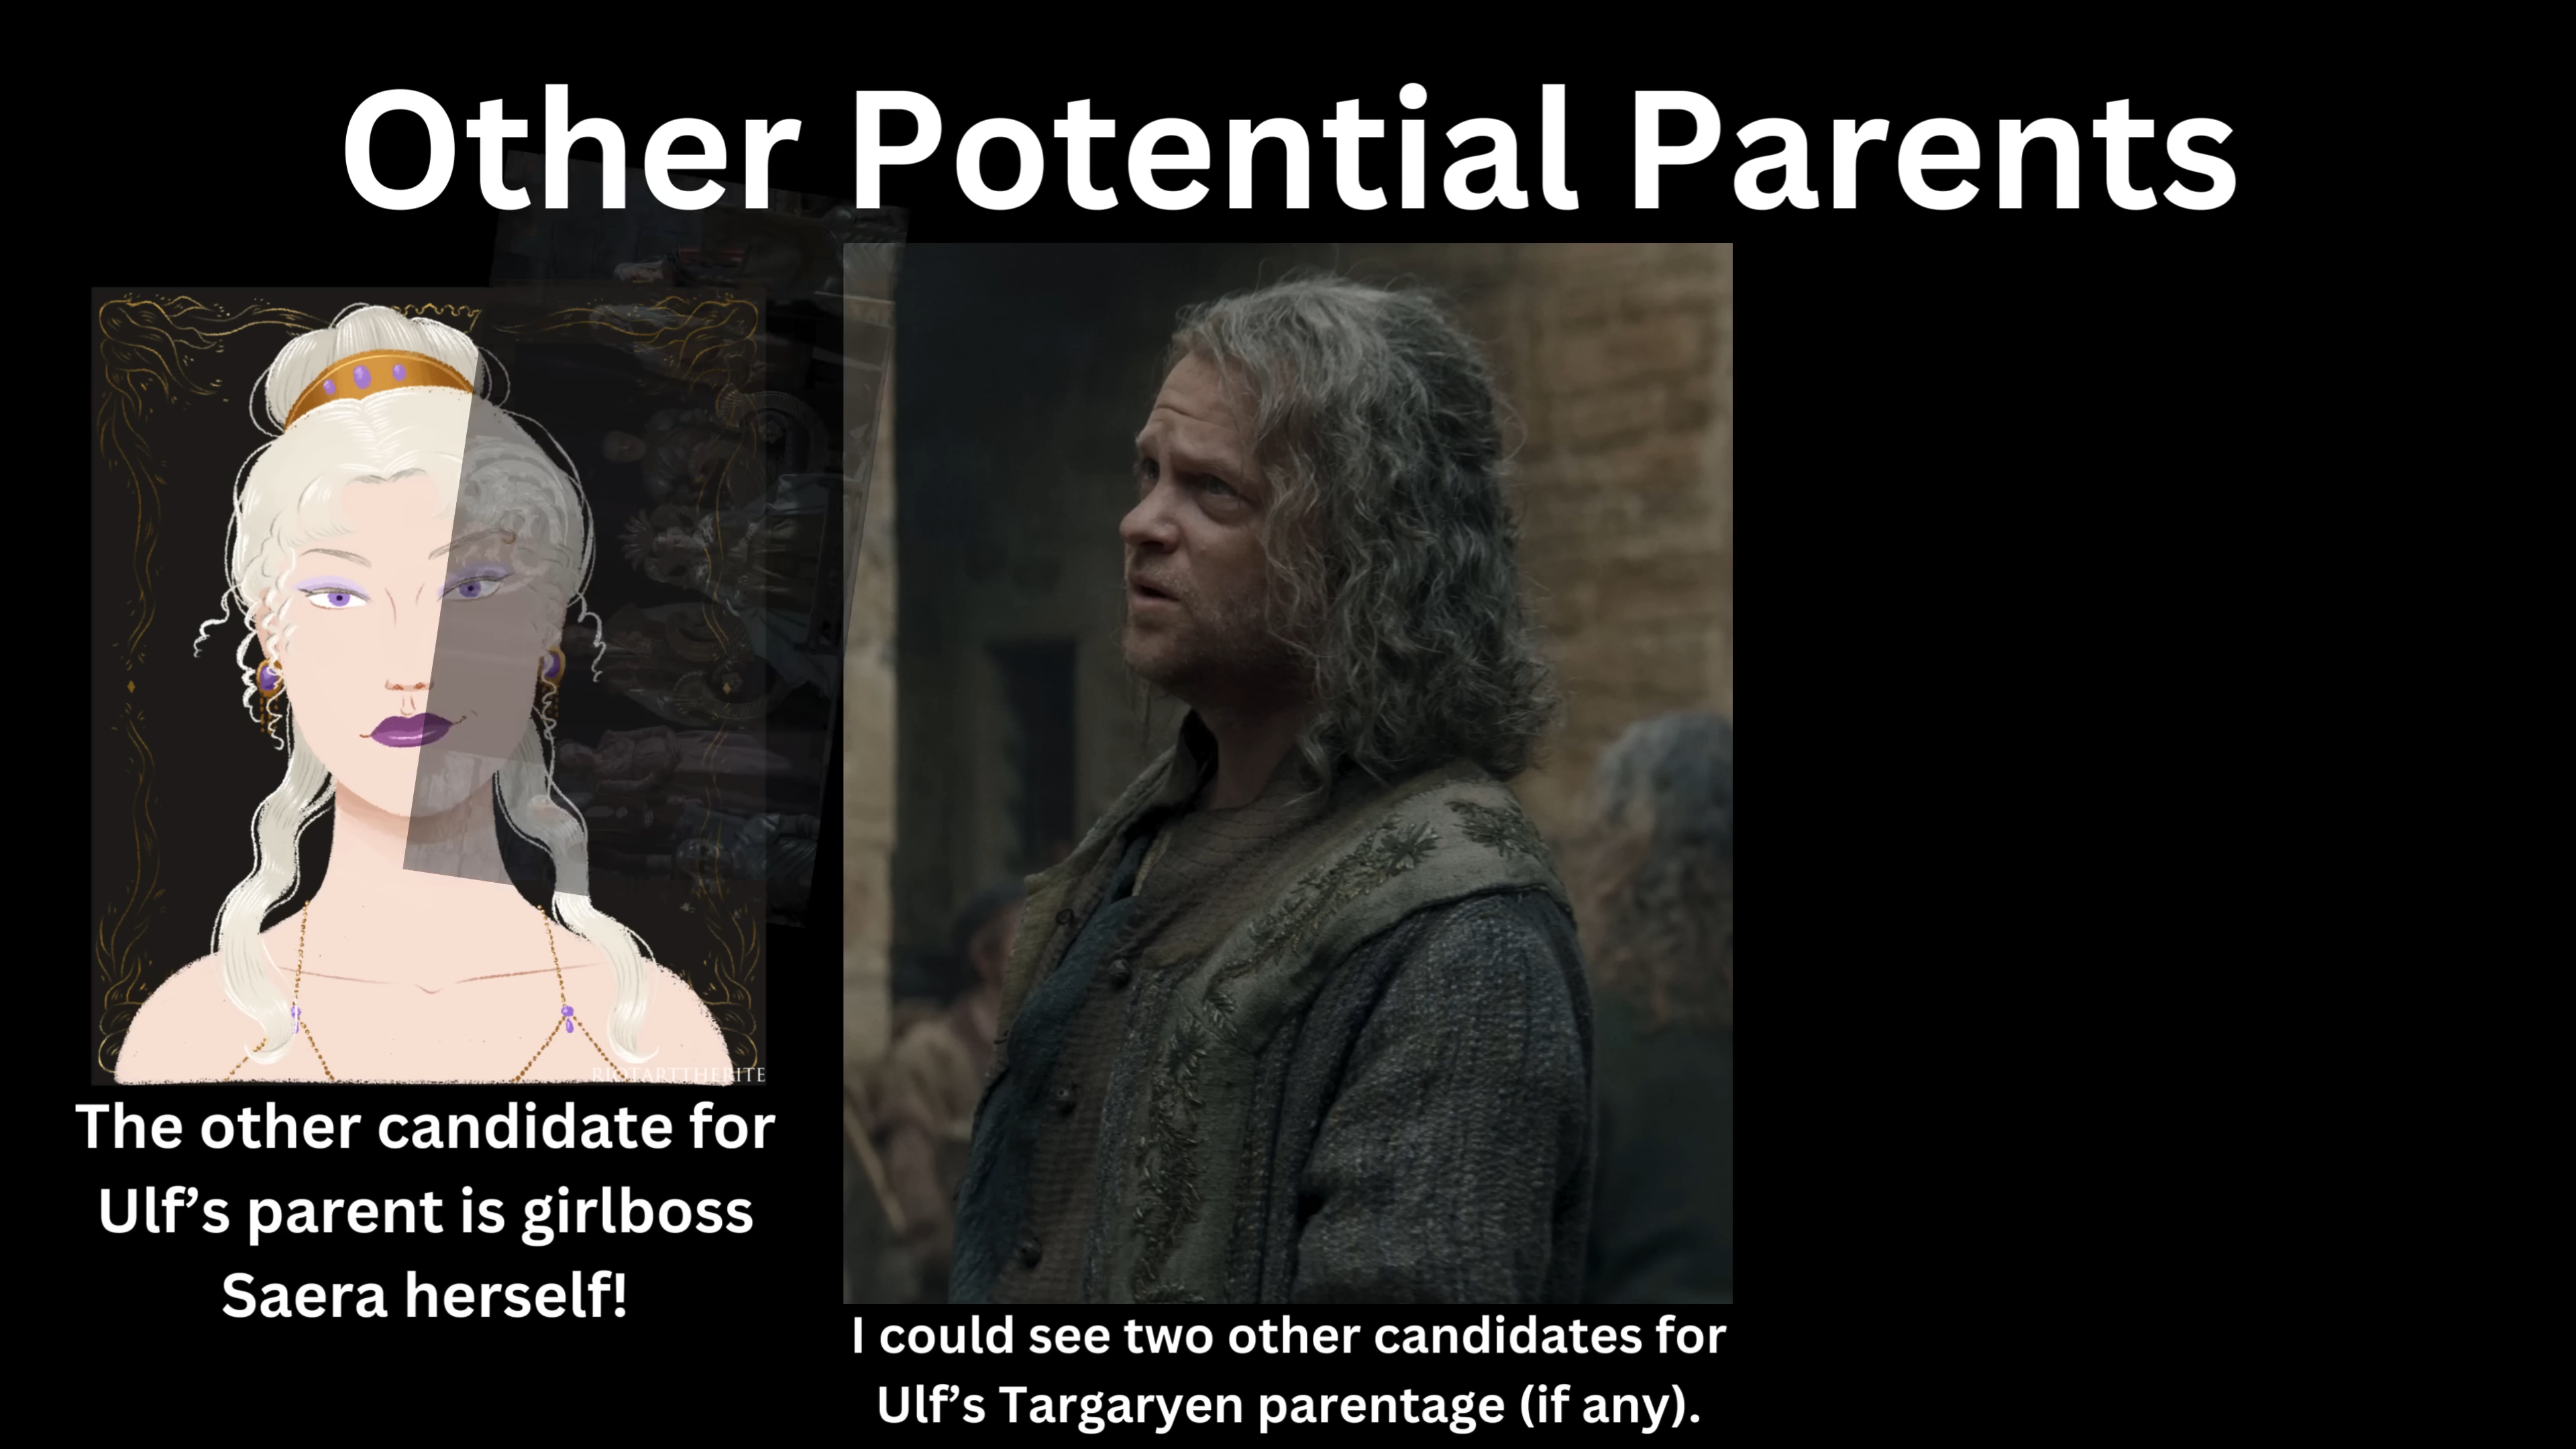 Other Potential Parents
RIOTARTTHERITE
The other candidate for
Ulf’s parent is girlboss
Saera herself!
I could see two other candidates for
Ulf’s Targaryen parentage (if any).